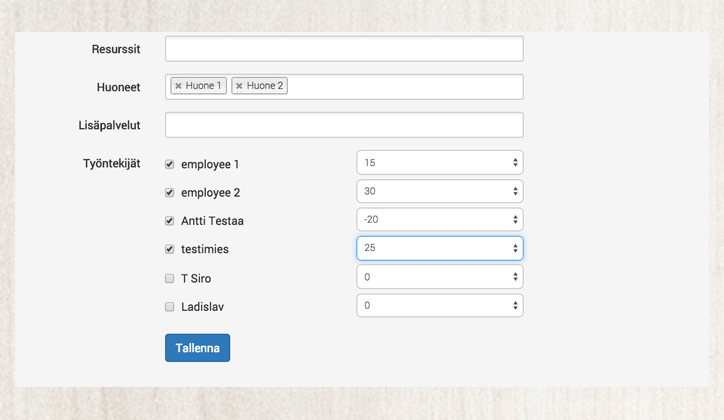 Resurssit
Huoneet
× Huone 1 × Huone 2
Lisäpalvelut
Työntekijät
employee 1 15
employee 2 30
Antti Testaa -20
testimies 25
T Siro 0
Ladislav 0
Tallenna